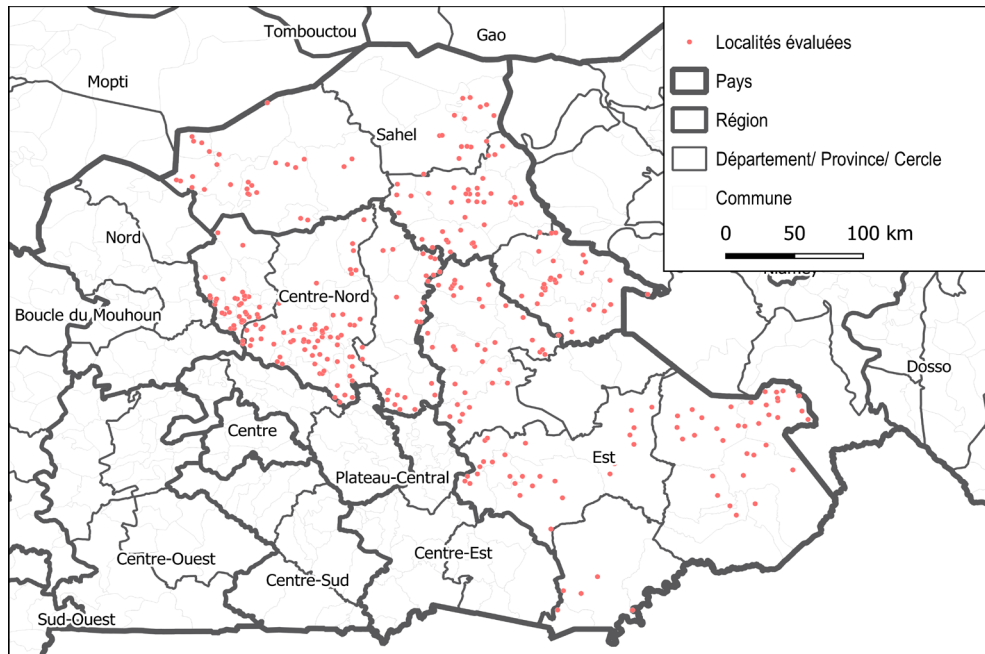 Tombouctou
Gao
Mopti
Sahel
Nord
Centre-Nord
Boucle du Mouhoun
Dosso
Centre
Est
Plateau-Central
Centre-Ouest
Centre-Est
Centre-Sud
Sud-Ouest
Localités évaluées
Pays
Région
Département/ Province/ Cercle
Commune
0 50 100 km